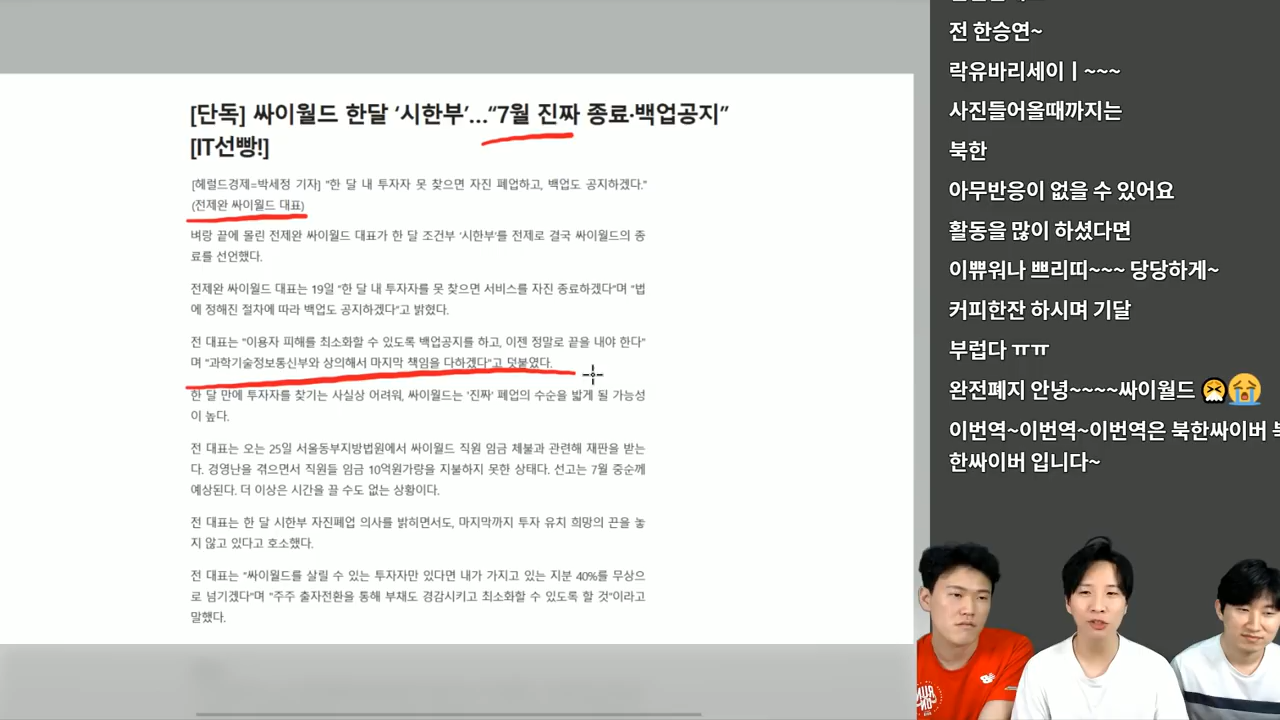 [단독] 싸이월드 한달 ‘시한부’…“7월 진짜 종료·백업공지”
[IT선빵!]
[헤럴드경제=박세정 기자] "한 달 내 투자자 못 찾으면 자진 폐업하고, 백업도 공지하겠다."
(전제완 싸이월드 대표)
벼랑 끝에 몰린 전제완 싸이월드 대표가 한 달 조건부 '시한부'를 전제로 결국 싸이월드의 종
료를 선언했다.
전제완 싸이월드 대표는 19일 "한 달 내 투자자를 못 찾으면 서비스를 자진 종료하겠다"며 "법
에 정해진 절차에 따라 백업도 공지하겠다"고 밝혔다.
전 대표는 "이용자 피해를 최소화할 수 있도록 백업공지를 하고, 이젠 정말로 끝을 내야 한다"
며 "과학기술정보통신부와 상의해서 마지막 책임을 다하겠다"고 덧붙였다.
한 달 만에 투자자를 찾기는 사실상 어려워, 싸이월드는 '진짜' 폐업의 수순을 밟게 될 가능성
이 높다.
전 대표는 오는 25일 서울동부지방법원에서 싸이월드 직원 임금 체불과 관련해 재판을 받는
다. 경영난을 겪으면서 직원들 임금 10억원가량을 지불하지 못한 상태다. 선고는 7월 중순께
예상된다. 더 이상은 시간을 끌 수도 없는 상황이다.
전 대표는 한 달 시한부 자진폐업 의사를 밝히면서도, 마지막까지 투자 유치 희망의 끈을 놓
지 않고 있다고 호소했다.
전 대표는 "싸이월드를 살릴 수 있는 투자자만 있다면 내가 가지고 있는 지분 40%를 무상으
로 넘기겠다"며 "주주 출자전환을 통해 부채도 경감시키고 최소화할 수 있도록 할 것"이라고
말했다.
전 한승연~
락유바리세이ㅣ~~~
사진들어올때까지는
북한
아무반응이 없을 수 있어요
활동을 많이 하셨다면
이쀼워나 쁘리띠~~~ 당당하게~
커피한잔 하시며 기달
부럽다 ㅠㅠ
완전폐지 안녕~~~~싸이월드 🤧😭
이번역~이번역~이번역은 북한싸이버 북
한싸이버 입니다~